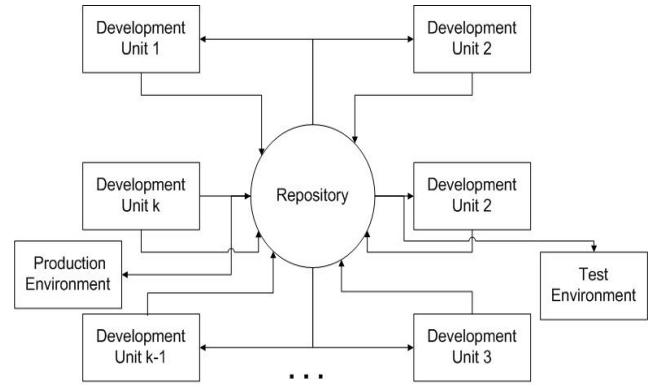 Development
Unit 1
Development
Unit 2
Development
Unit k
Repository
Development
Unit 2
Production
Environment
Test
Environment
Development
Unit k-1
Development
Unit 3
...